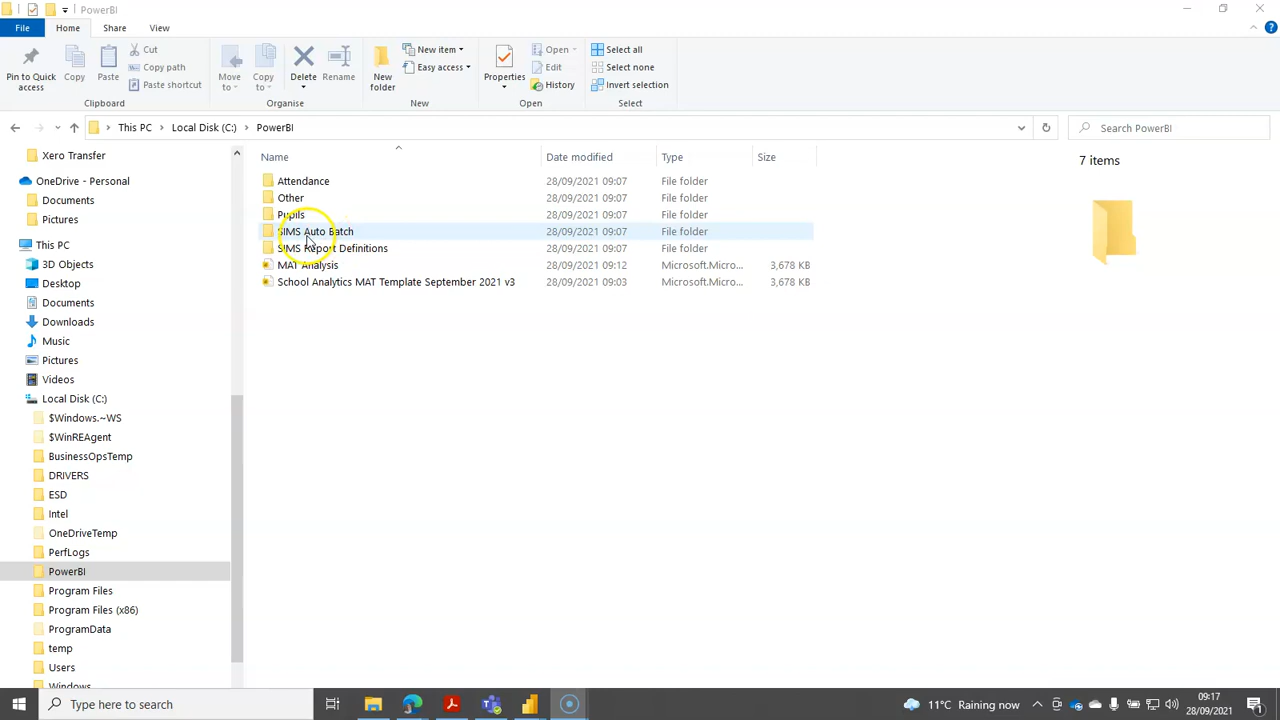 PowerBI
File
Home
Share
View
Pin to Quick access
Copy
Paste
Cut
Copy path
Paste shortcut
Clipboard
Move to
Copy to
Delete
Rename
Organise
New folder
New item
Easy access
New
Properties
Open
Edit
History
Open
Select all
Select none
Invert selection
Select
This PC
Local Disk (C:)
PowerBI
Search PowerBI
Xero Transfer
OneDrive - Personal
Documents
Pictures
This PC
3D Objects
Desktop
Documents
Downloads
Music
Pictures
Videos
Local Disk (C:)
$Windows.~WS
$WinREAgent
BusinessOpsTemp
DRIVERS
ESD
Intel
OneDriveTemp
PerfLogs
PowerBI
Program Files
Program Files (x86)
ProgramData
temp
Users
Windows
Name Date modified Type Size
Attendance 28/09/2021 09:07 File folder
Other 28/09/2021 09:07 File folder
Pupils 28/09/2021 09:07 File folder
SIMS Auto Batch 28/09/2021 09:07 File folder
SIMS Report Definitions 28/09/2021 09:07 File folder
MAT Analysis 28/09/2021 09:12 Microsoft.Micro... 3,678 KB
School Analytics MAT Template September 2021 v3 28/09/2021 09:03 Microsoft.Micro... 3,678 KB
7 items
Type here to search
11°C Raining now
09:17
28/09/2021
1